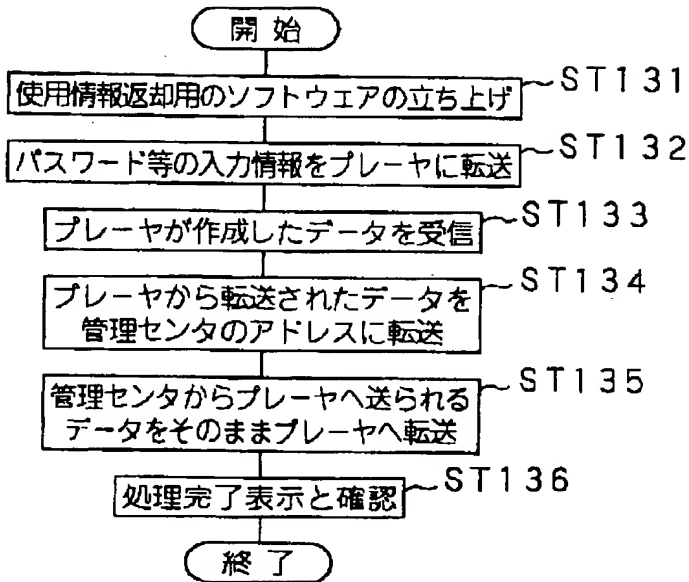 開始
使用情報返却用のソフトウェアの立ち上げ
ST131
パスワード等の入力情報をプレーヤに転送
ST132
プレーヤが作成したデータを受信
ST133
プレーヤから転送されたデータを
管理センタのアドレスに転送
ST134
管理センタからプレーヤへ送られる
データをそのままプレーヤへ転送
ST135
処理完了表示と確認
ST136
終了